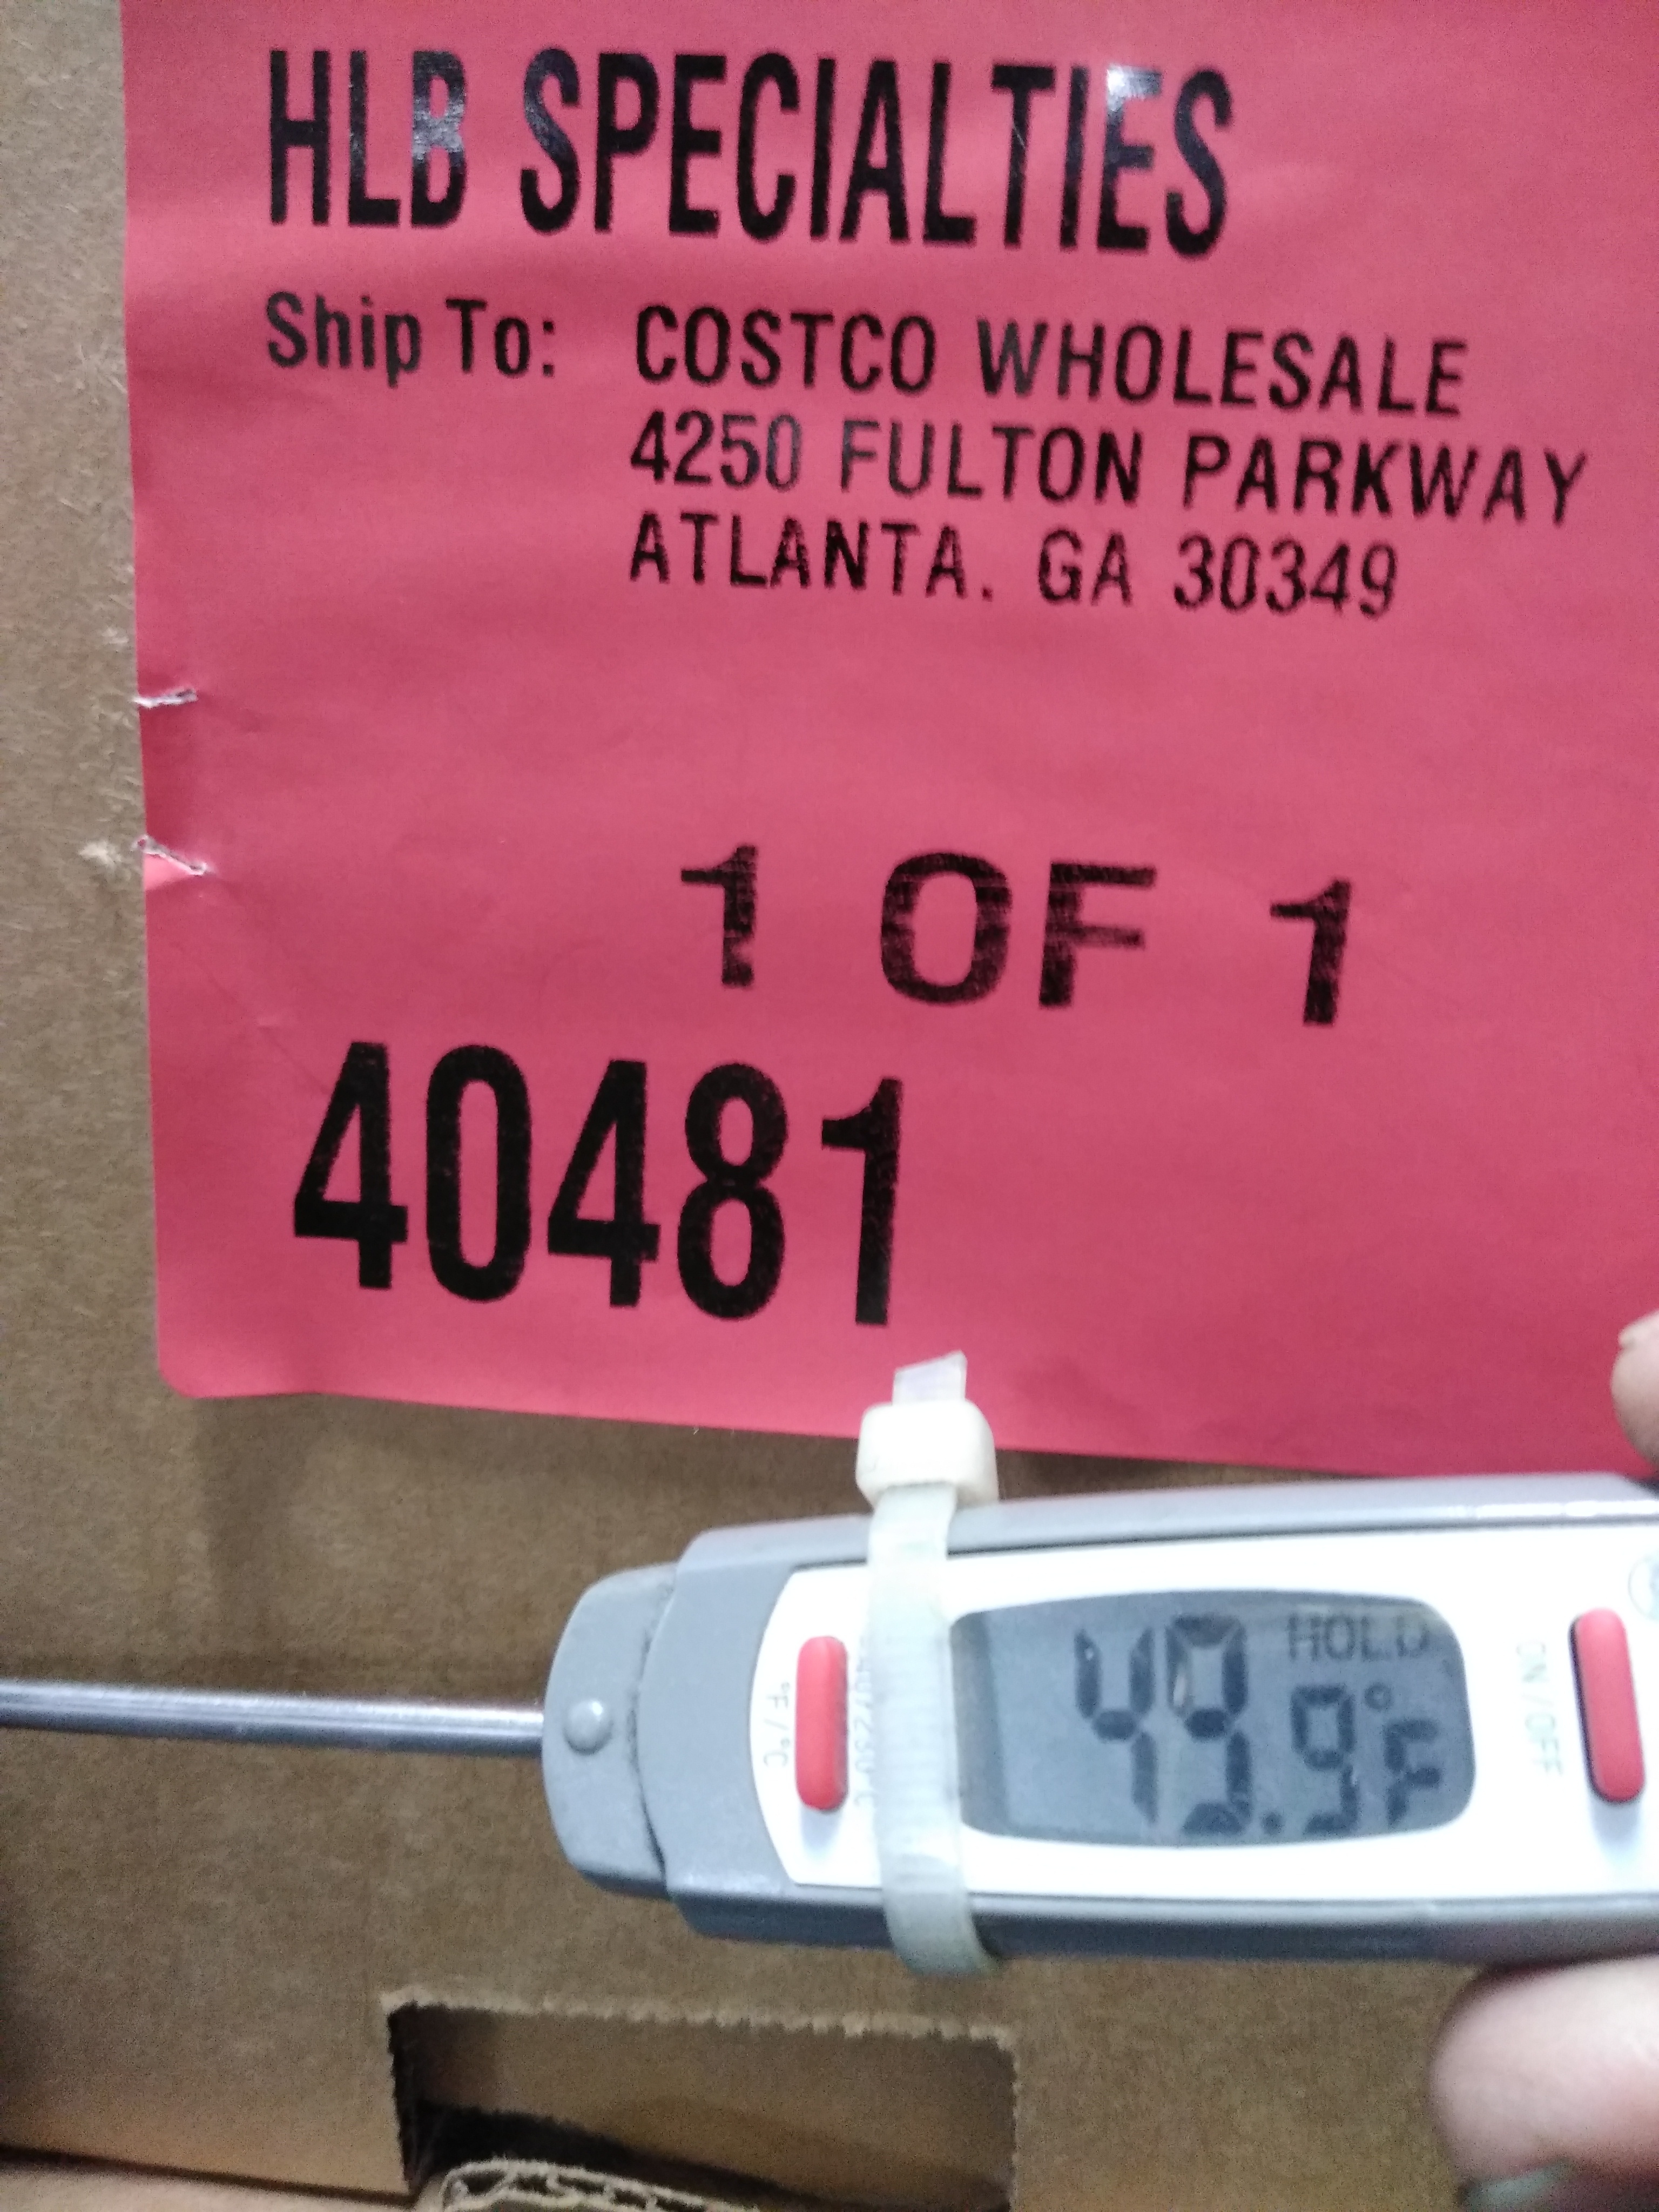 HLB SPECIALTIES
Ship To: COSTCO WHOLESALE
4250 FULTON PARKWAY
ATLANTA. GA 30349
1 OF 1
40481
HOLD
49.9°F
°F/°C
ON/OFF